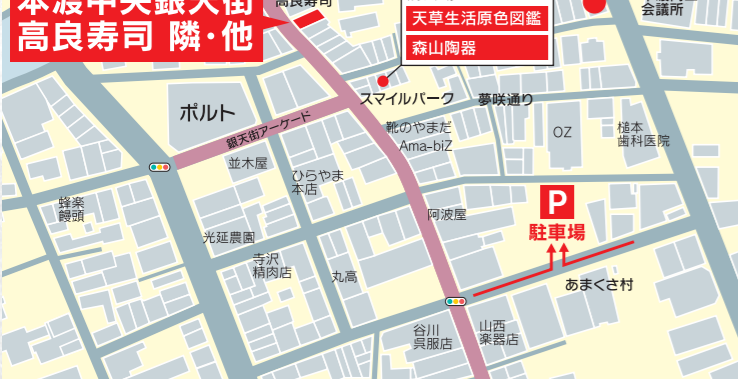 本渡中央銀天街
高良寿司 隣・他
高良寿司
天草生活原色図鑑
森山陶器
会議所
スマイルパーク
夢咲通り
ポルト
銀天街アーケード
靴のやまだ
Ama-biZ
OZ
槌本
歯科医院
並木屋
ひらやま
本店
蜂楽
饅頭
阿波屋
P
駐車場
光延農園
寺沢
精肉店
丸高
あまくさ村
谷川
呉服店
山西
楽器店